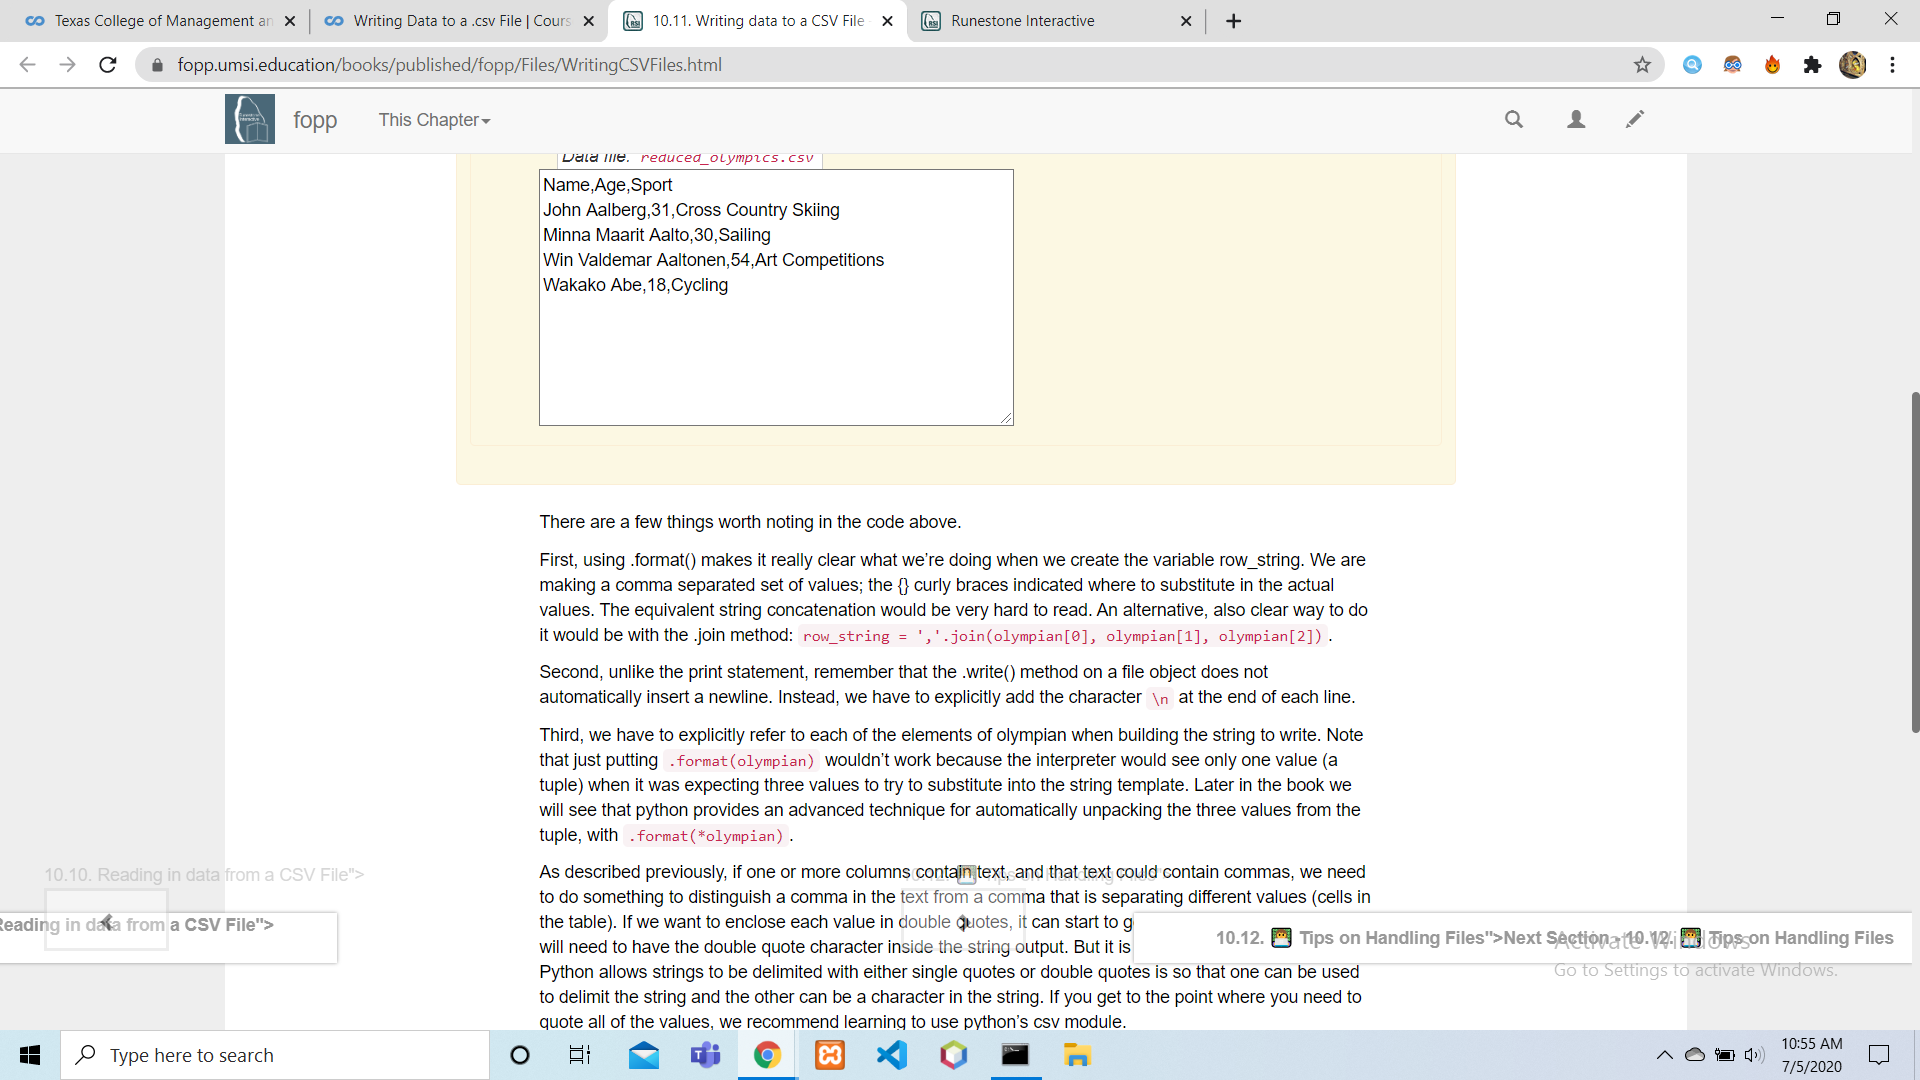 Texas College of Management an
Writing Data to a .csv File | Cours
10.11. Writing data to a CSV File
Runestone Interactive
fopp.umsi.education/books/published/fopp/Files/WritingCSVFiles.html
fopp
This Chapter
Data file: reduced_olympics.csv
Name,Age,Sport
John Aalberg,31,Cross Country Skiing
Minna Maarit Aalto,30,Sailing
Win Valdemar Aaltonen,54,Art Competitions
Wakako Abe,18,Cycling
There are a few things worth noting in the code above.
First, using .format() makes it really clear what we’re doing when we create the variable row_string. We are
making a comma separated set of values; the {} curly braces indicated where to substitute in the actual
values. The equivalent string concatenation would be very hard to read. An alternative, also clear way to do
it would be with the .join method: row_string = ','.join(olympian[0], olympian[1], olympian[2]) .
Second, unlike the print statement, remember that the .write() method on a file object does not
automatically insert a newline. Instead, we have to explicitly add the character \n at the end of each line.
Third, we have to explicitly refer to each of the elements of olympian when building the string to write. Note
that just putting .format(olympian) wouldn’t work because the interpreter would see only one value (a
tuple) when it was expecting three values to try to substitute into the string template. Later in the book we
will see that python provides an advanced technique for automatically unpacking the three values from the
tuple, with .format(*olympian) .
10.10. Reading in data from a CSV File">
As described previously, if one or more columns contain text, and that text could contain commas, we need
to do something to distinguish a comma in the text from a comma that is separating different values (cells in
the table). If we want to enclose each value in double quotes, it can start to g
eading in data from a CSV File">
10.12. Tips on Handling Files">Next Section - 10.12. Tips on Handling Files
will need to have the double quote character inside the string output. But it is
Python allows strings to be delimited with either single quotes or double quotes is so that one can be used
to delimit the string and the other can be a character in the string. If you get to the point where you need to
quote all of the values, we recommend learning to use python’s csv module.
Activate Windows
Go to Settings to activate Windows.
Type here to search
10:55 AM
7/5/2020